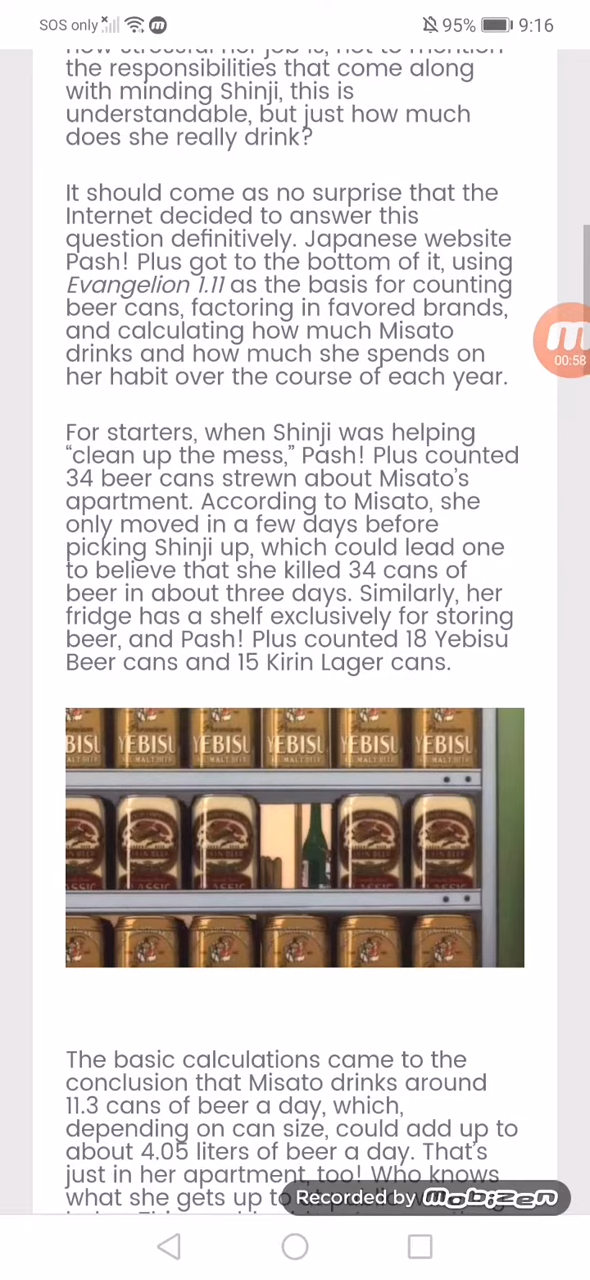 SOS only
95% 9:16
the responsibilities that come along
with minding Shinji, this is
understandable, but just how much
does she really drink?
It should come as no surprise that the
Internet decided to answer this
question definitively. Japanese website
Pash! Plus got to the bottom of it, using
Evangelion 1.11 as the basis for counting
beer cans, factoring in favored brands,
and calculating how much Misato
drinks and how much she spends on
her habit over the course of each year.
00:58
For starters, when Shinji was helping
“clean up the mess,” Pash! Plus counted
34 beer cans strewn about Misato’s
apartment. According to Misato, she
only moved in a few days before
picking Shinji up, which could lead one
to believe that she killed 34 cans of
beer in about three days. Similarly, her
fridge has a shelf exclusively for storing
beer, and Pash! Plus counted 18 Yebisu
Beer cans and 15 Kirin Lager cans.
BISU YEBISU YEBISU YEBISU YEBISU YEBISU
The basic calculations came to the
conclusion that Misato drinks around
11.3 cans of beer a day, which,
depending on can size, could add up to
about 4.05 liters of beer a day. That’s
just in her apartment, too! Who knows
what she gets up to
Recorded by Mobizen